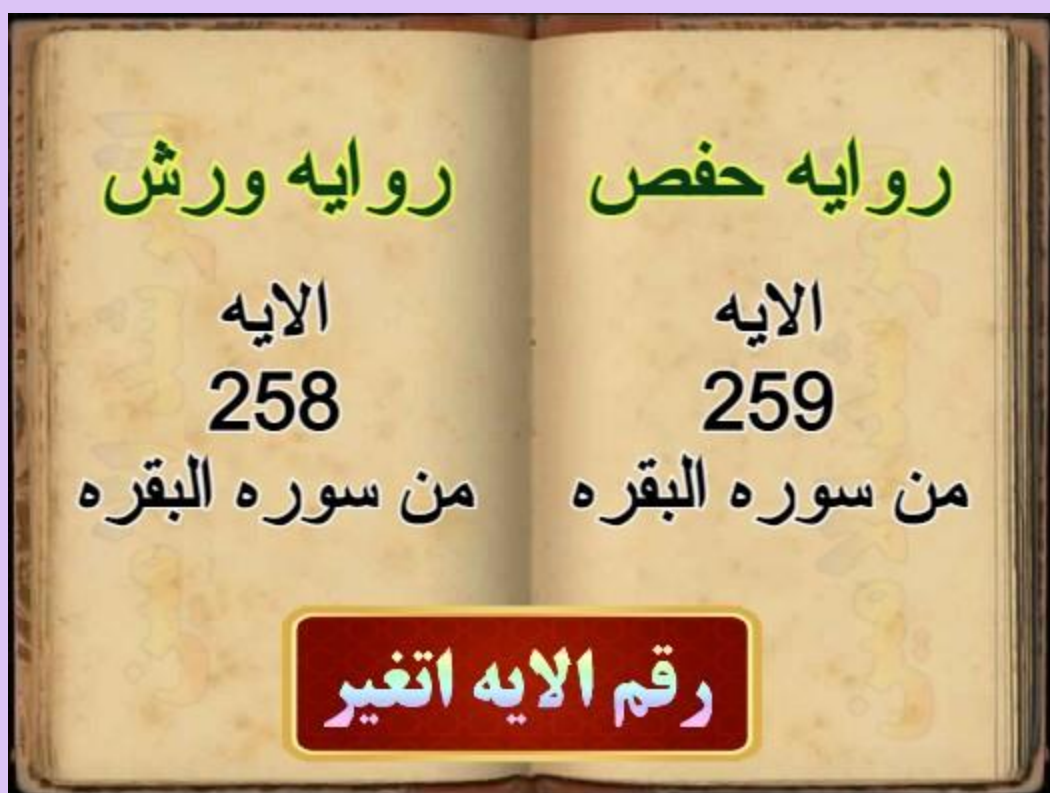 روايه حفص
الايه
259
من سوره البقره
روايه ورش
الايه
258
من سوره البقره
رقم الايه اتغير